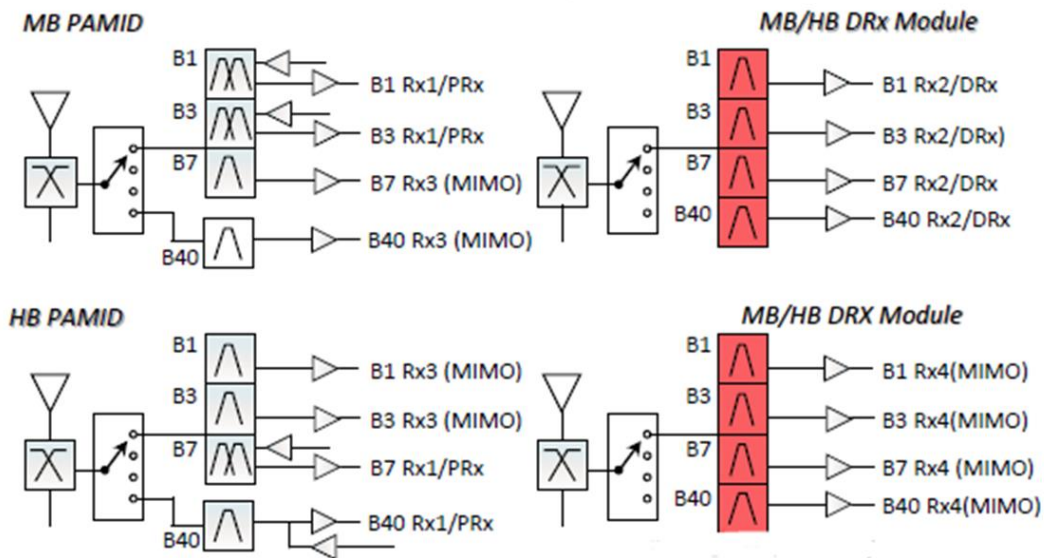 MB PAMID
B1
B1 Rx1/PRx
B3
B3 Rx1/PRx
B7
B7 Rx3 (MIMO)
B40
B40 Rx3 (MIMO)
MB/HB DRx Module
B1
B1 Rx2/DRx
B3
B3 Rx2/DRx)
B7
B7 Rx2/DRx
B40
B40 Rx2/DRx
HB PAMID
B1
B1 Rx3 (MIMO)
B3
B3 Rx3 (MIMO)
B7
B7 Rx1/PRx
B40
B40 Rx1/PRx
MB/HB DRX Module
B1
B1 Rx4(MIMO)
B3
B3 Rx4(MIMO)
B7
B7 Rx4 (MIMO)
B40
B40 Rx4(MIMO)